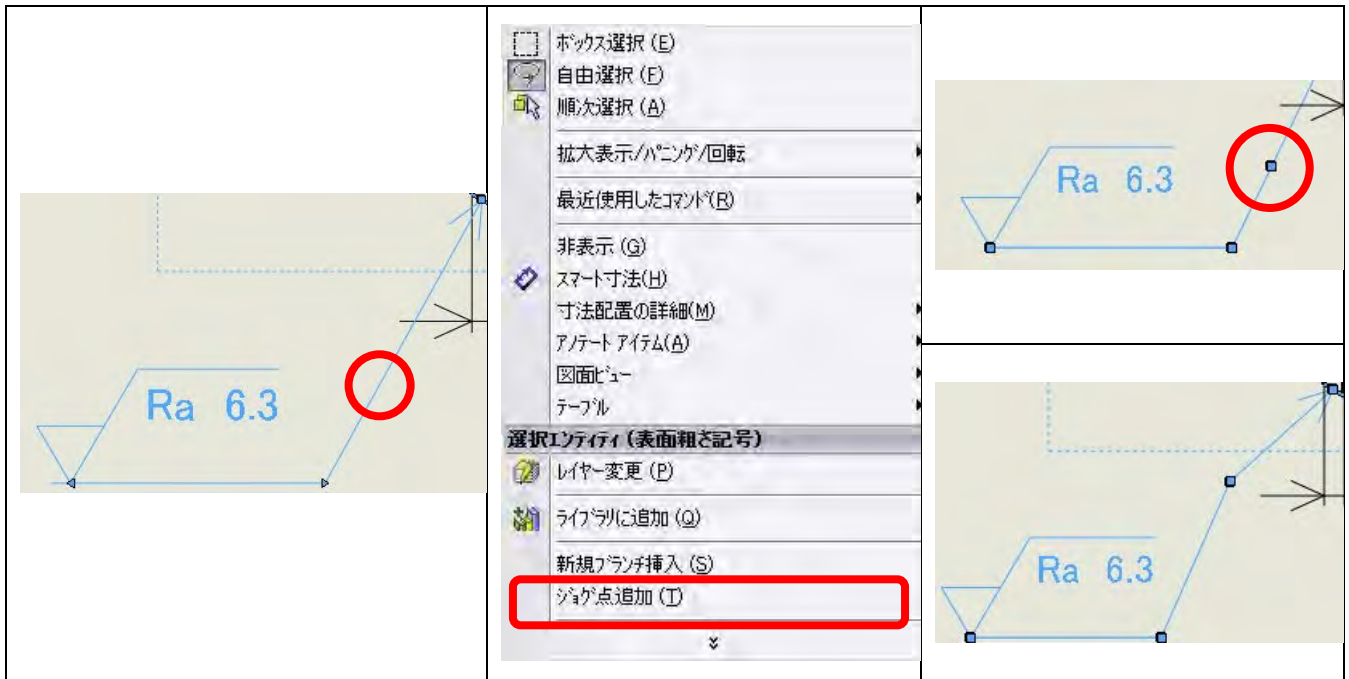 Ra 6.3
ボックス選択 (E)
自由選択 (F)
順次選択 (A)
拡大表示/パニング/回転
最近使用したコマンド(R)
非表示 (G)
スマート寸法(H)
寸法配置の詳細(M)
アノテート アイテム(A)
図面ビュー
テーブル
選択エンティティ (表面粗さ記号)
レイヤー変更 (P)
ライブラリに追加 (Q)
新規ブランチ挿入 (S)
ジョグ点追加 (T)
Ra 6.3
Ra 6.3